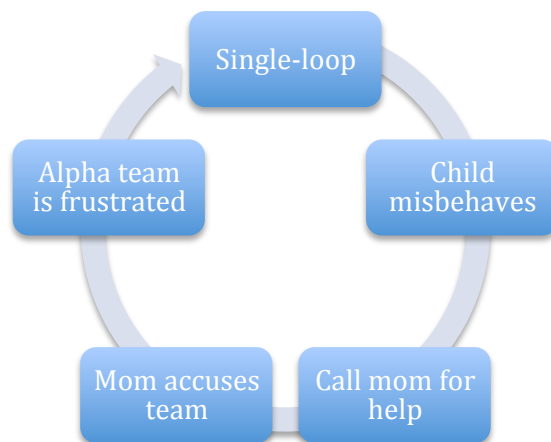 Single-loop
Child
misbehaves
Call mom for
help
Mom accuses
team
Alpha team
is frustrated